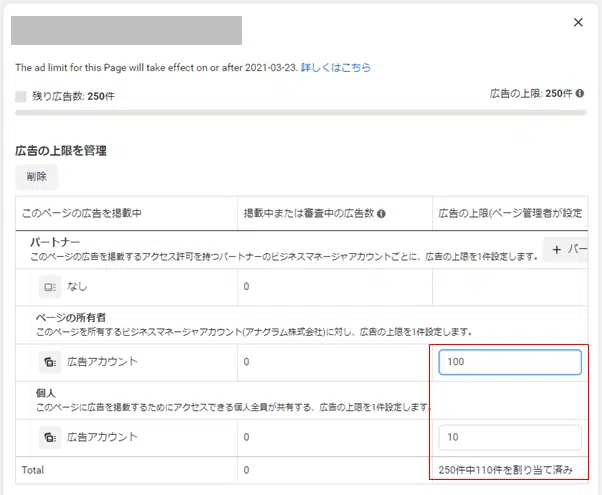 The ad limit for this Page will take effect on or after 2021-03-23. 詳しくはこちら
残り広告数: 250件
広告の上限: 250件
広告の上限を管理
削除
このページの広告を掲載中 掲載中または審査中の広告数 広告の上限(ページ管理者が設定
パートナー
このページの広告を掲載するアクセス許可を持つパートナーのビジネスマネージャアカウントごとに、広告の上限を1件設定します。
+ パー
なし 0
ページの所有者
このページを所有するビジネスマネージャアカウント(アナグラム株式会社)に対し、広告の上限を1件設定します。
広告アカウント 0 100
個人
このページに広告を掲載するためにアクセスできる個人全員が共有する、広告の上限を1件設定します。
広告アカウント 0 10
Total 0 250件中110件を割り当て済み